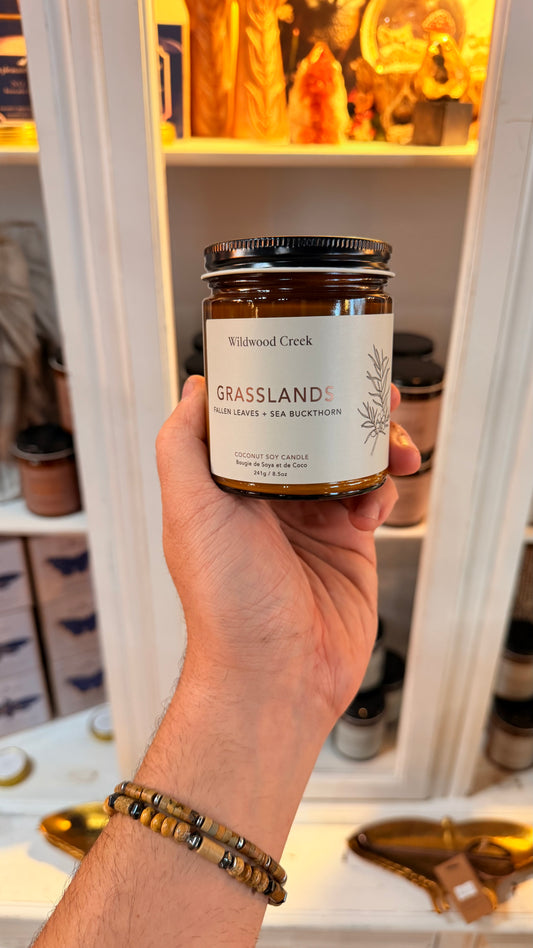 Wildwood Creek
GRASSLANDS
FALLEN LEAVES + SEA BUCKTHORN
COCONUT SOY CANDLE
Bougie de Soya et de Coco
241g / 8.5oz